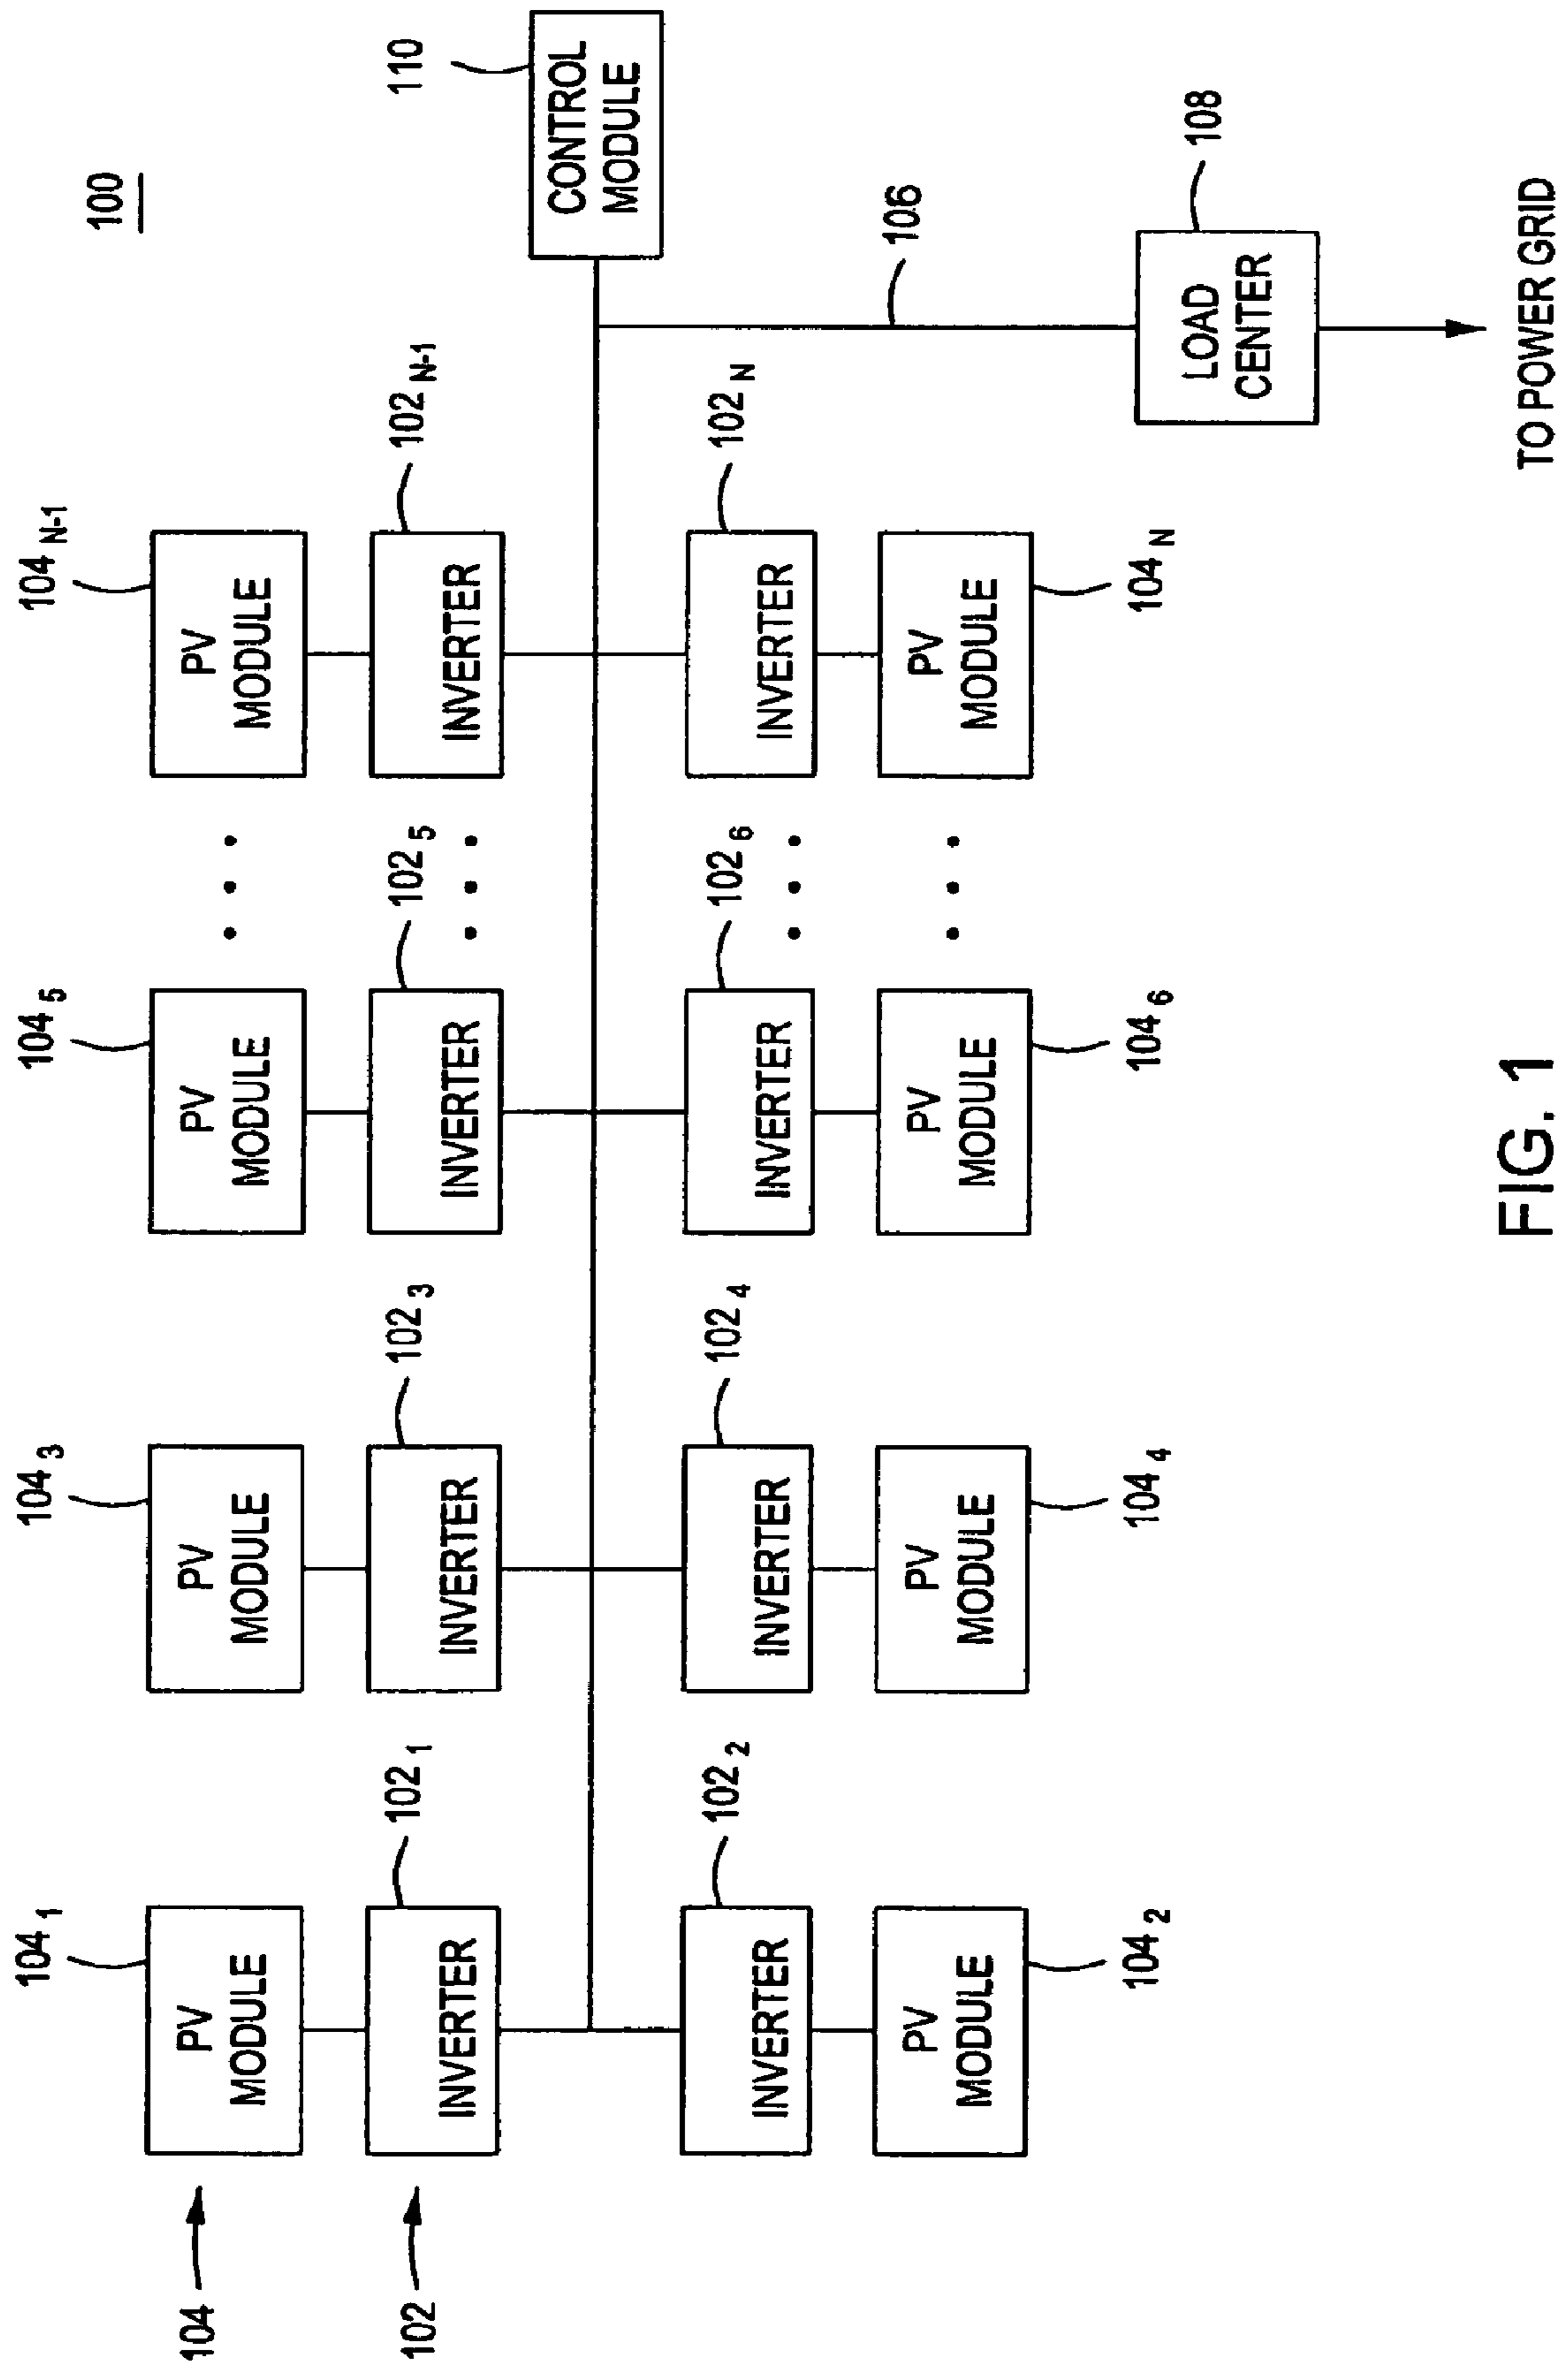 100
104 N-1
104 5
104 3
104 1
PV
MODULE
PV
MODULE
PV
MODULE
PV
MODULE
104
110
102 N-1
102 5
102 3
102 1
INVERTER
INVERTER
INVERTER
INVERTER
102
CONTROL
MODULE
102 N
102 6
102 4
102 2
INVERTER
INVERTER
INVERTER
INVERTER
106
PV
MODULE
PV
MODULE
PV
MODULE
PV
MODULE
104 N
104 6
104 4
104 2
108
LOAD
CENTER
TO POWER GRID
FIG. 1